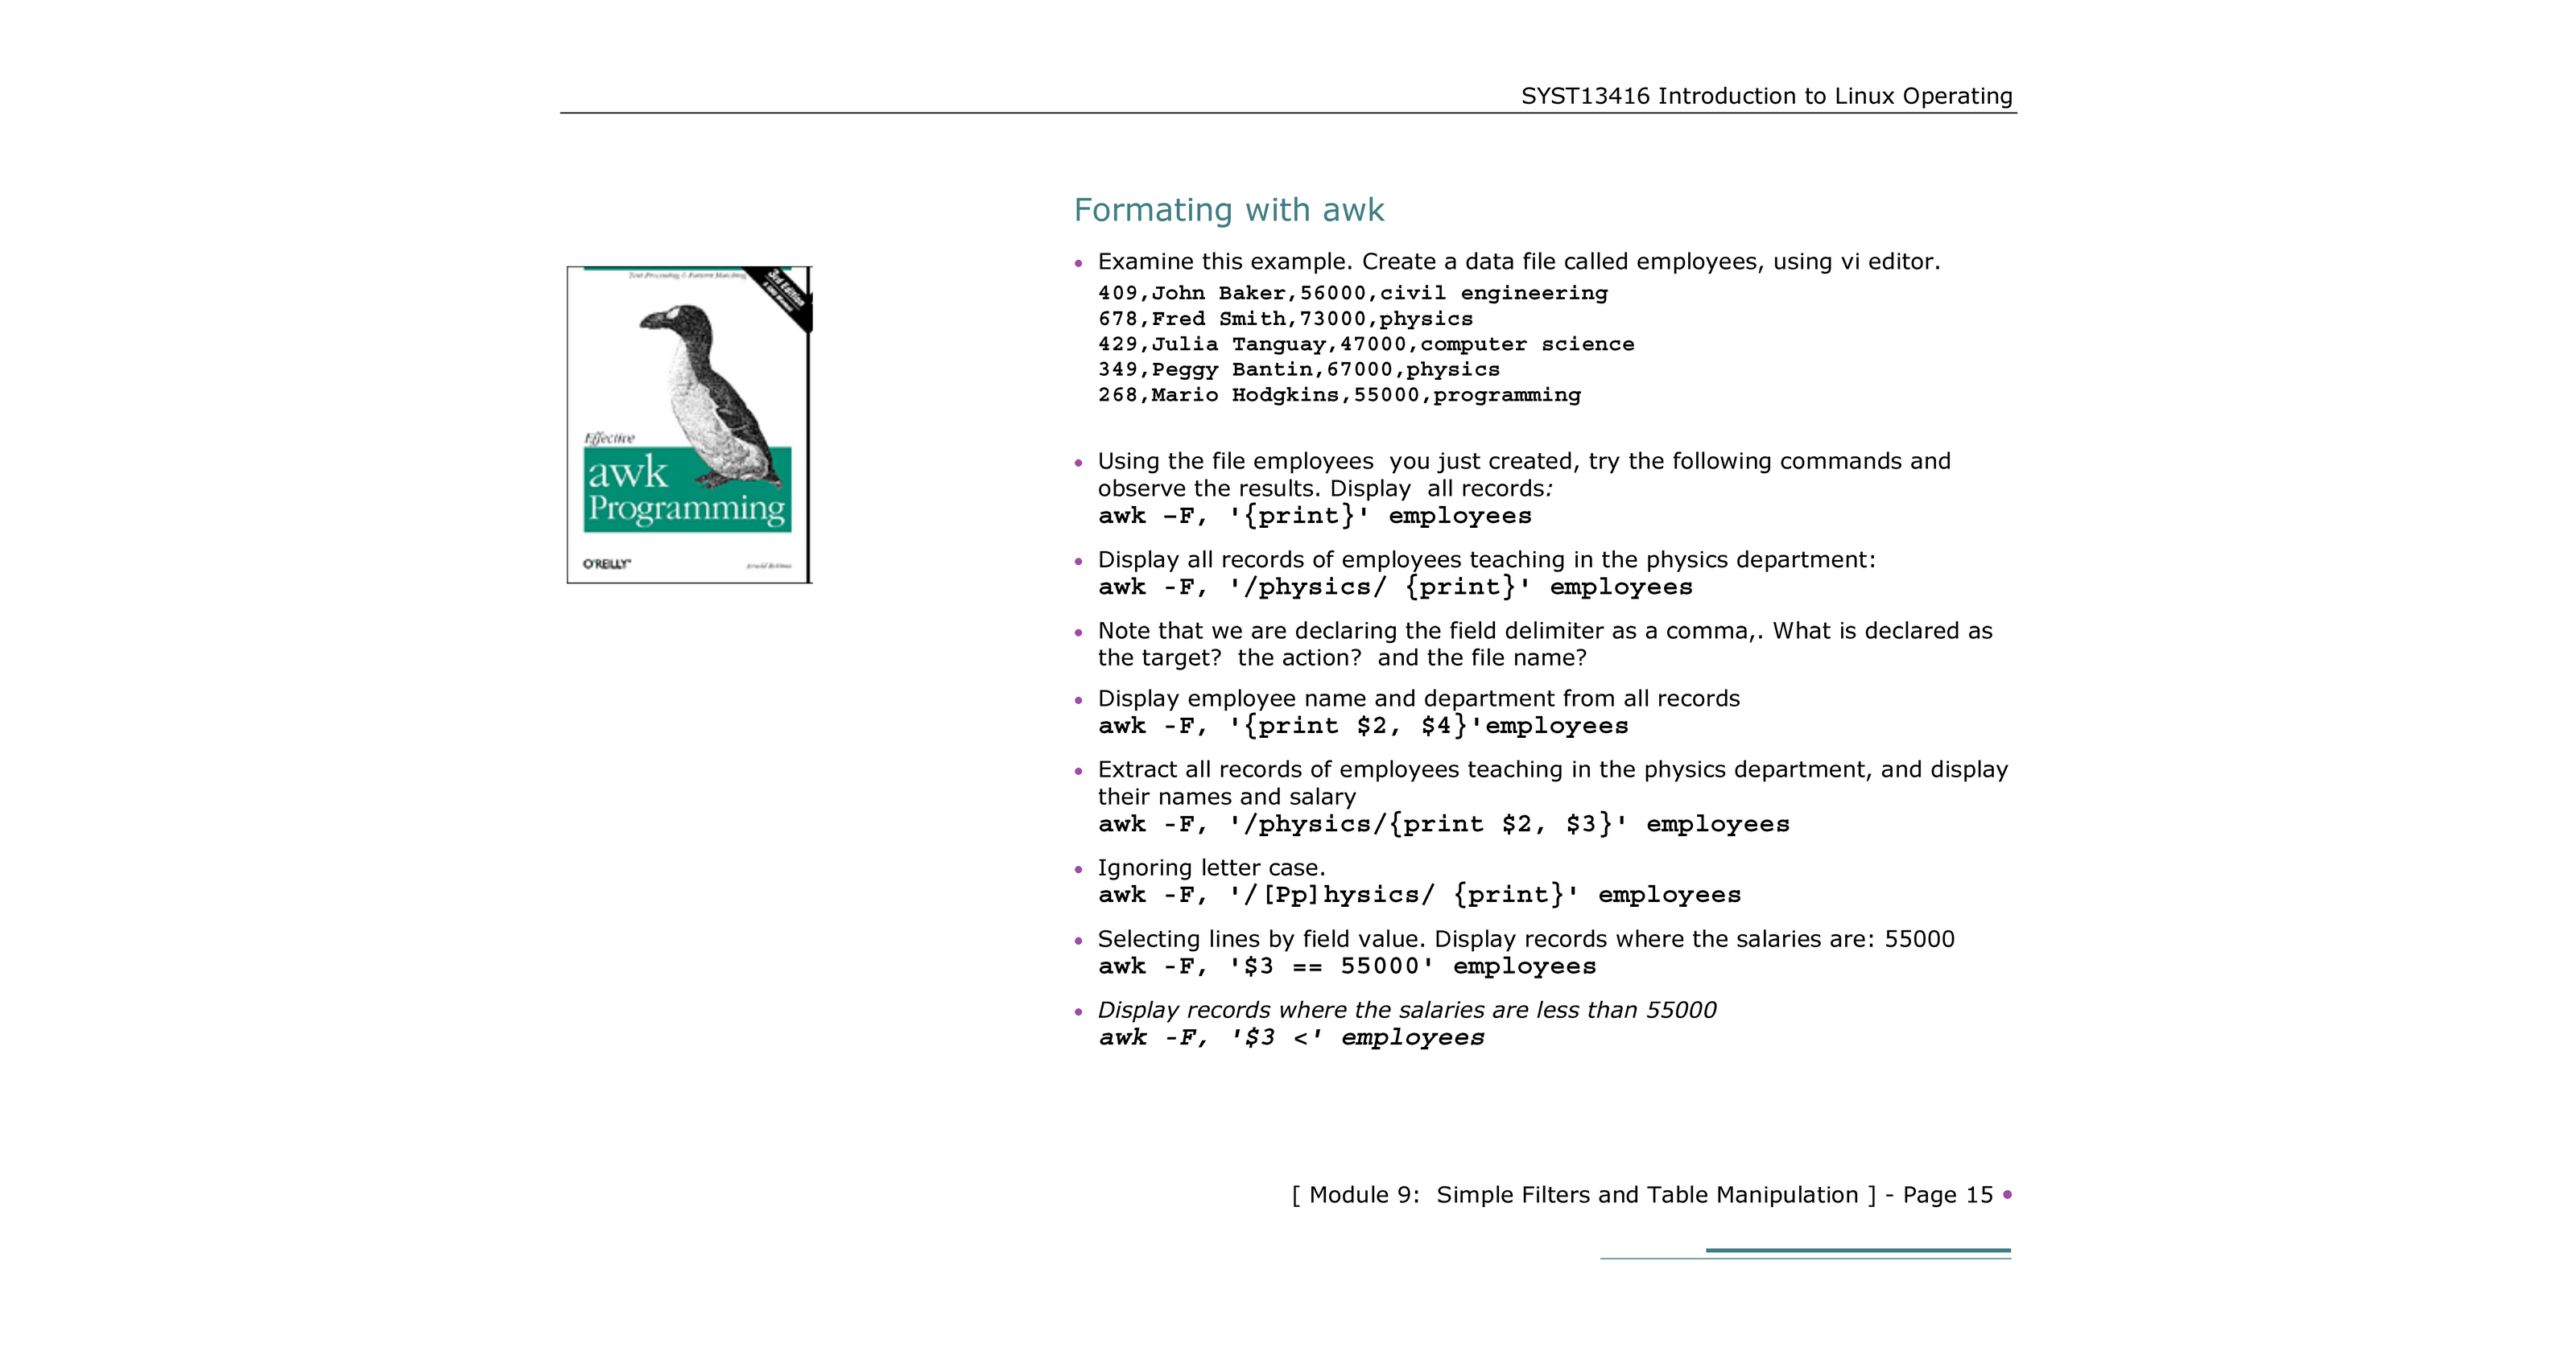 SYST13416 Introduction to Linux Operating
Text Processing & Pattern Matching
3rd Edition
Effective
awk
Programming
O'REILLY
Arnold Robbins
Formating with awk
• Examine this example. Create a data file called employees, using vi editor.
409,John Baker,56000,civil engineering
678,Fred Smith,73000,physics
429,Julia Tanguay,47000,computer science
349,Peggy Bantin,67000,physics
268,Mario Hodgkins,55000,programming
• Using the file employees  you just created, try the following commands and
observe the results. Display  all records:
awk –F, '{print}' employees
• Display all records of employees teaching in the physics department:
awk -F, '/physics/ {print}' employees
• Note that we are declaring the field delimiter as a comma,. What is declared as
the target?  the action?  and the file name?
• Display employee name and department from all records
awk -F, '{print $2, $4}'employees
• Extract all records of employees teaching in the physics department, and display
their names and salary
awk -F, '/physics/{print $2, $3}' employees
• Ignoring letter case.
awk -F, '/[Pp]hysics/ {print}' employees
• Selecting lines by field value. Display records where the salaries are: 55000
awk -F, '$3 == 55000' employees
• Display records where the salaries are less than 55000
awk -F, '$3 <' employees
[ Module 9:  Simple Filters and Table Manipulation ] - Page 15 •